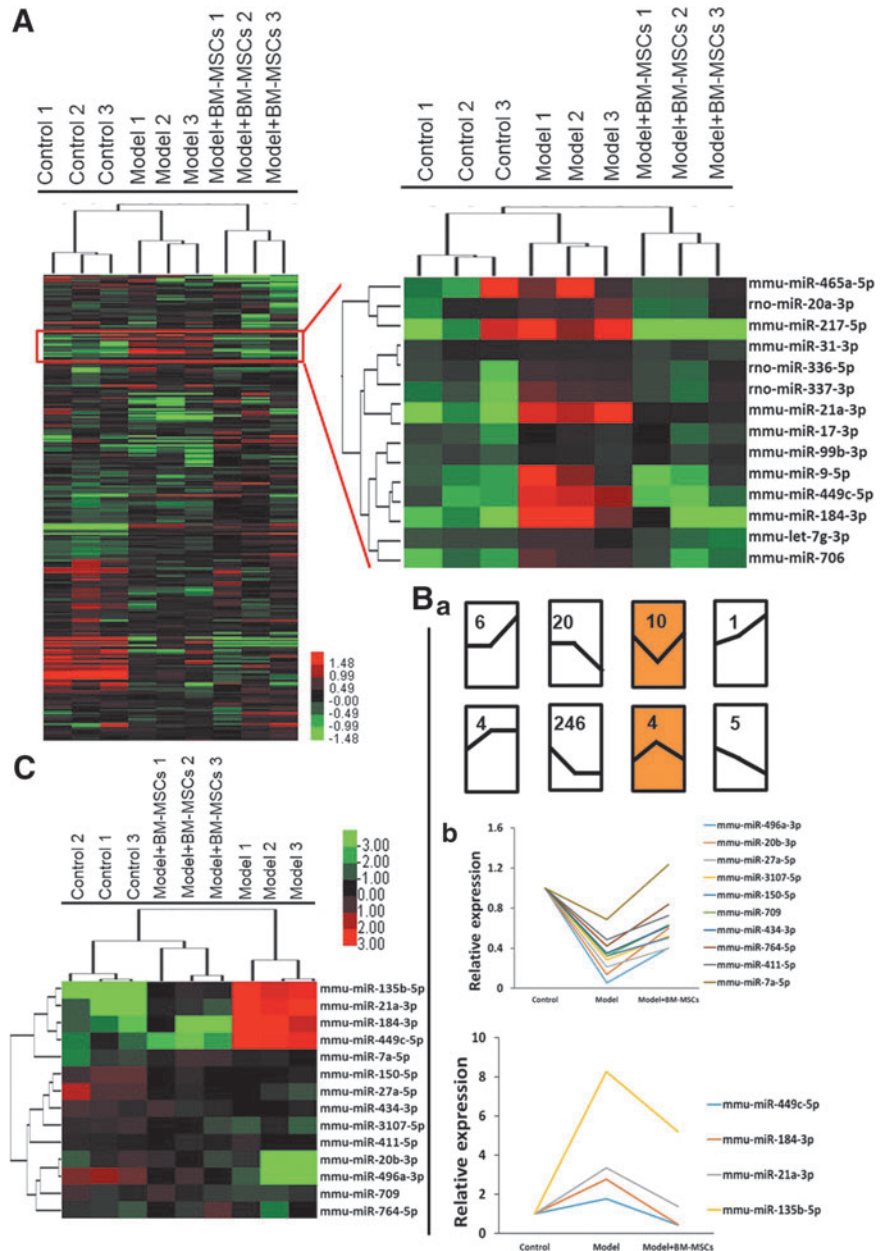 A
Control 1
Control 2
Control 3
Model 1
Model 2
Model 3
Model+BM-MSCs 1
Model+BM-MSCs 2
Model+BM-MSCs 3
Control 1
Control 2
Control 3
Model 1
Model 2
Model 3
Model+BM-MSCs 1
Model+BM-MSCs 2
Model+BM-MSCs 3
mmu-miR-465a-5p
rno-miR-20a-3p
mmu-miR-217-5p
mmu-miR-31-3p
rno-miR-336-5p
rno-miR-337-3p
mmu-miR-21a-3p
mmu-miR-17-3p
mmu-miR-99b-3p
mmu-miR-9-5p
mmu-miR-449c-5p
mmu-miR-184-3p
mmu-let-7g-3p
mmu-miR-706
1.48
0.99
0.49
-0.00
-0.49
-0.99
-1.48
B
a
6
20
10
1
4
246
4
5
C
Control 2
Control 1
Control 3
Model+BM-MSCs 1
Model+BM-MSCs 2
Model+BM-MSCs 3
Model 1
Model 2
Model 3
-3.00
-2.00
-1.00
0.00
1.00
2.00
3.00
mmu-miR-135b-5p
mmu-miR-21a-3p
mmu-miR-184-3p
mmu-miR-449c-5p
mmu-miR-7a-5p
mmu-miR-150-5p
mmu-miR-27a-5p
mmu-miR-434-3p
mmu-miR-3107-5p
mmu-miR-411-5p
mmu-miR-20b-3p
mmu-miR-496a-3p
mmu-miR-709
mmu-miR-764-5p
b
Relative expression
1.6
1.2
0.8
0.4
0
Control
Model
Model+BM-MSCs
mmu-miR-496a-3p
mmu-miR-20b-3p
mmu-miR-27a-5p
mmu-miR-3107-5p
mmu-miR-150-5p
mmu-miR-709
mmu-miR-434-3p
mmu-miR-764-5p
mmu-miR-411-5p
mmu-miR-7a-5p
Relative expression
10
8
6
4
2
0
Control
Model
Model+BM-MSCs
mmu-miR-449c-5p
mmu-miR-184-3p
mmu-miR-21a-3p
mmu-miR-135b-5p